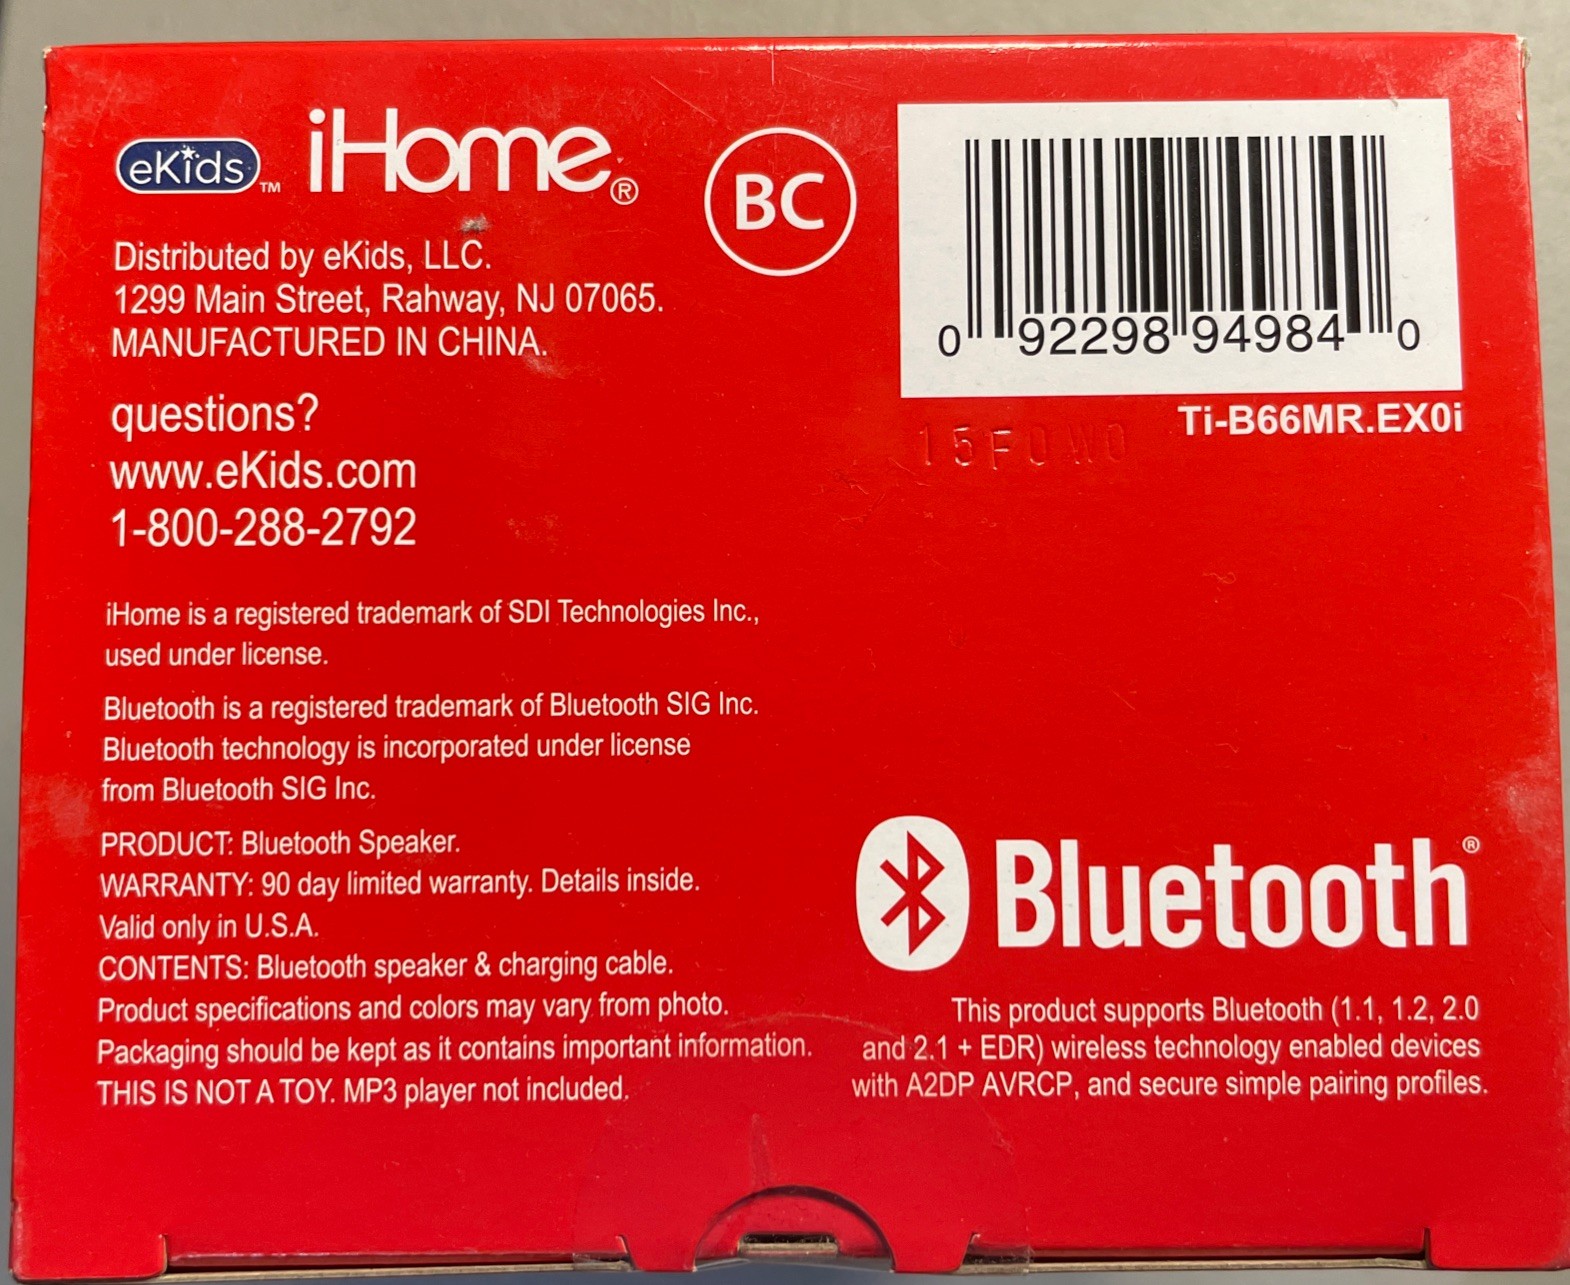 eKids™ iHome®
BC
Distributed by eKids, LLC.
1299 Main Street, Rahway, NJ 07065.
MANUFACTURED IN CHINA.
questions?
www.eKids.com
1-800-288-2792
iHome is a registered trademark of SDI Technologies Inc.,
used under license.
Bluetooth is a registered trademark of Bluetooth SIG Inc.
Bluetooth technology is incorporated under license
from Bluetooth SIG Inc.
PRODUCT: Bluetooth Speaker.
WARRANTY: 90 day limited warranty. Details inside.
Valid only in U.S.A.
CONTENTS: Bluetooth speaker & charging cable.
Product specifications and colors may vary from photo.
Packaging should be kept as it contains important information.
THIS IS NOT A TOY. MP3 player not included.
0 92298 94984 0
Ti-B66MR.EX0i
15F0W0
Bluetooth®
This product supports Bluetooth (1.1, 1.2, 2.0
and 2.1 + EDR) wireless technology enabled devices
with A2DP AVRCP, and secure simple pairing profiles.